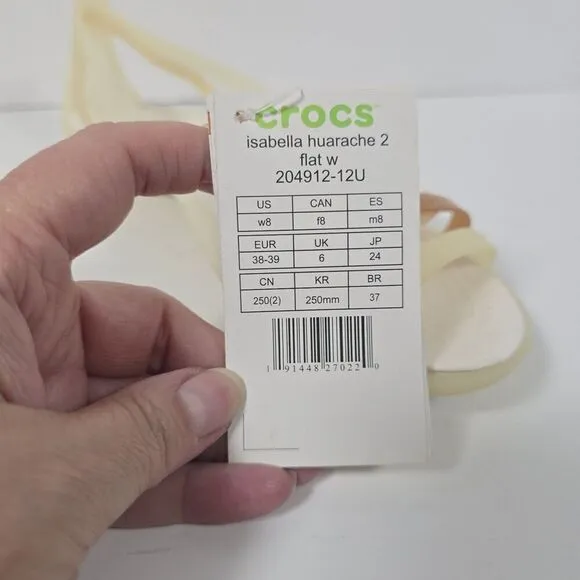 crocs™
isabella huarache 2
flat w
204912-12U
US CAN ES
w8 f8 m8
EUR UK JP
38-39 6 24
CN KR BR
250(2) 250mm 37
1 91448 27022 0